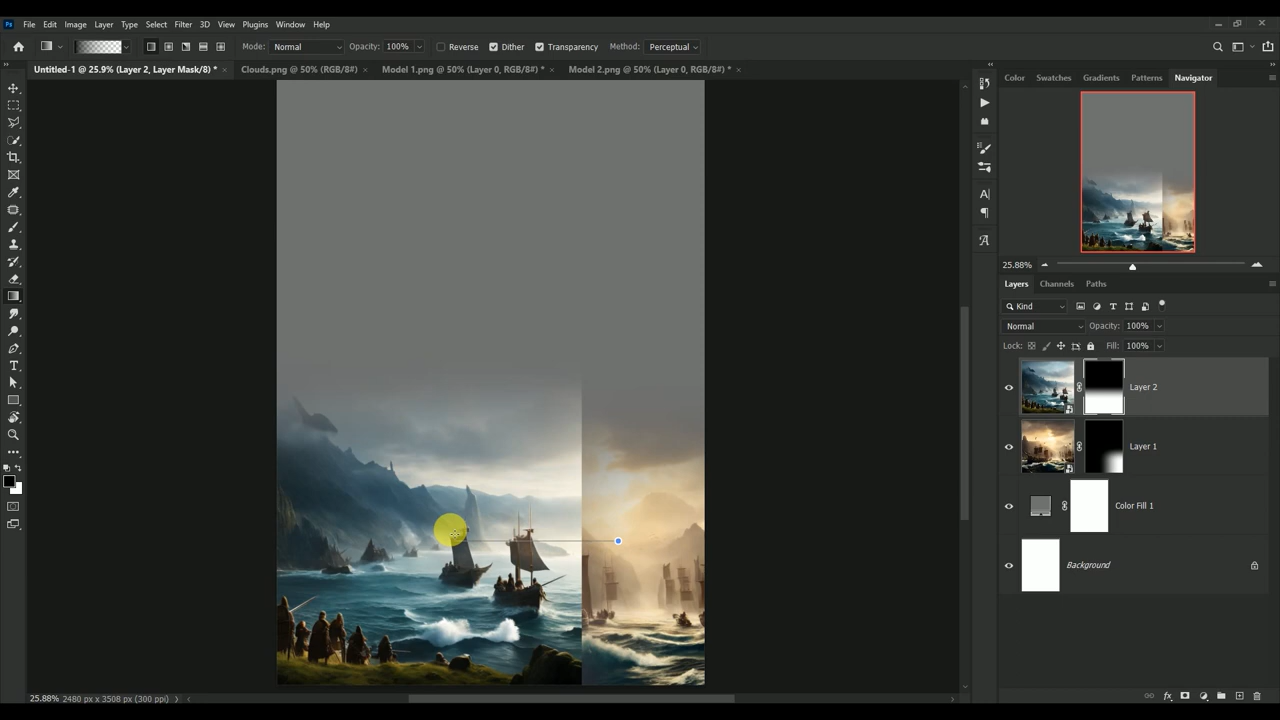 Ps File Edit Image Layer Type Select Filter 3D View Plugins Window Help
Mode: Normal Opacity: 100% Reverse Dither Transparency Method: Perceptual
Untitled-1 @ 25.9% (Layer 2, Layer Mask/8) * × Clouds.png @ 50% (RGB/8#) × Model 1.png @ 50% (Layer 0, RGB/8#) * × Model 2.png @ 50% (Layer 0, RGB/8#) * ×
Color Swatches Gradients Patterns Navigator
25.88%
Layers Channels Paths
Kind
Normal Opacity: 100%
Lock: Fill: 100%
Layer 2
Layer 1
Color Fill 1
Background
25.88% 2480 px x 3508 px (300 ppi)